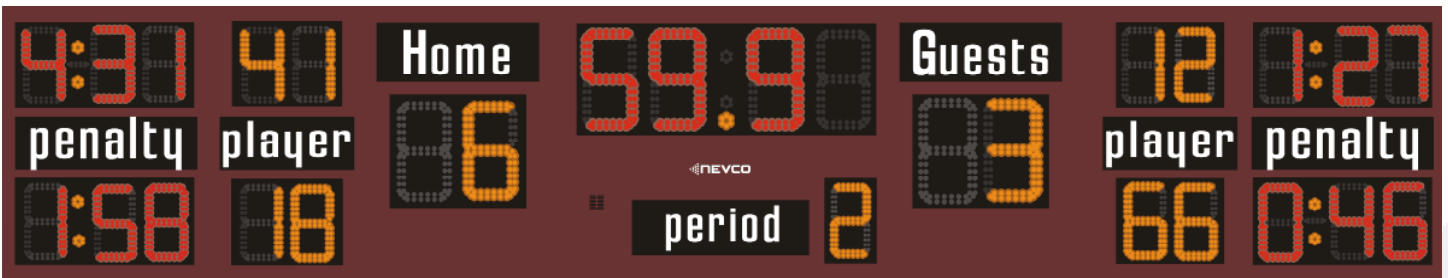 4:31 41 Home 59.9 Guests 12 1:27
penalty player 6 3 player penalty
NEVCO
1:58 18 period 2 66 0:46